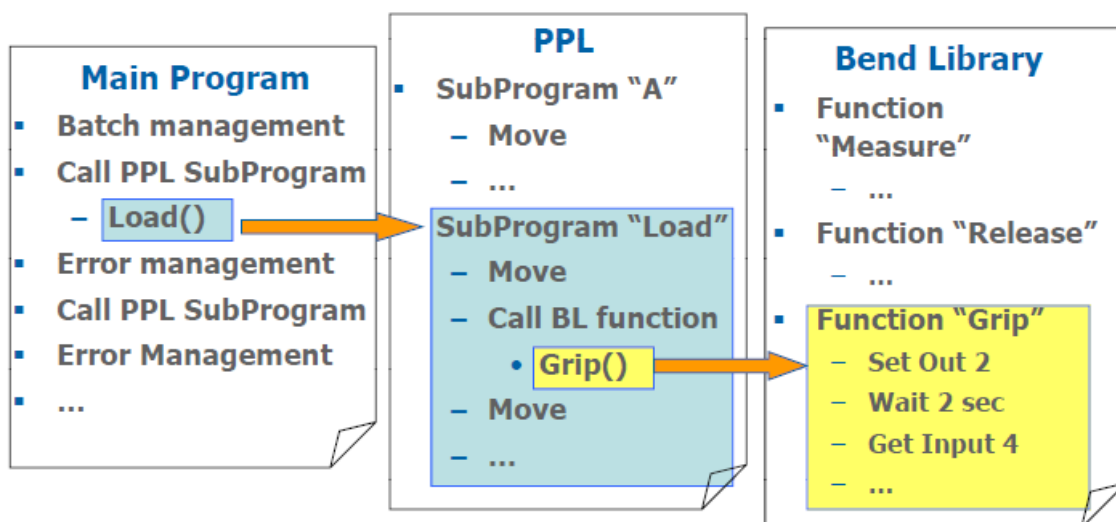 Main Program
▪ Batch management
▪ Call PPL SubProgram
– Load()
▪ Error management
▪ Call PPL SubProgram
▪ Error Management
▪ ...
PPL
▪ SubProgram “A”
– Move
– ...
SubProgram “Load”
– Move
– Call BL function
• Grip()
– Move
– ...
Bend Library
▪ Function
“Measure”
– ...
▪ Function “Release”
– ...
▪ Function “Grip”
– Set Out 2
– Wait 2 sec
– Get Input 4
– ...